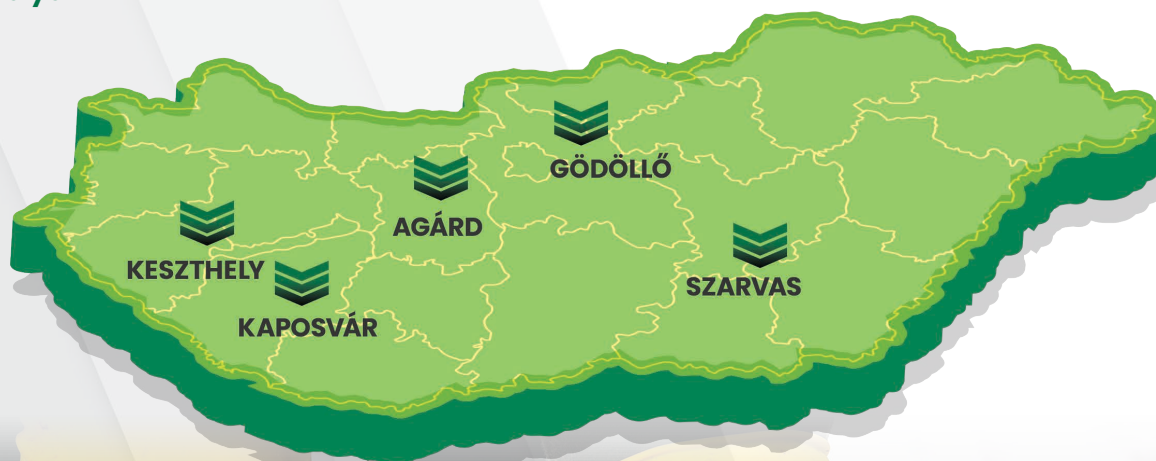 GÖDÖLLŐ
AGÁRD
KESZTHELY
SZARVAS
KAPOSVÁR